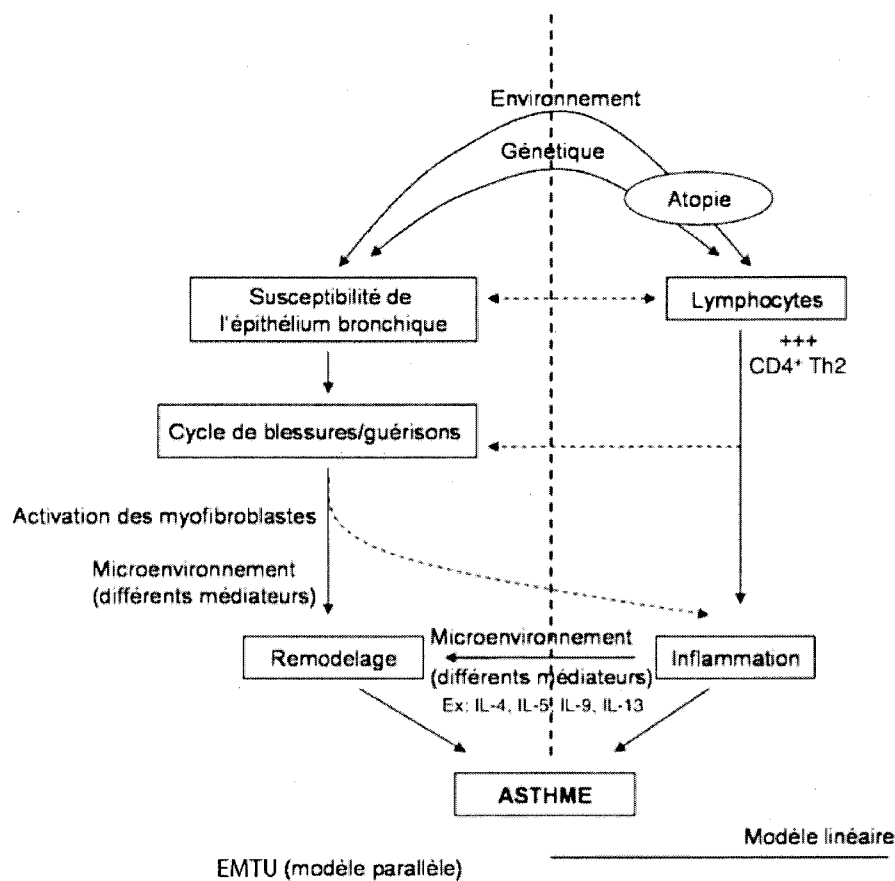 Environnement
Génétique
Atopie
Susceptibilité de
l'épithélium bronchique
Lymphocytes
+++
CD4⁺ Th2
Cycle de blessures/guérisons
Activation des myofibroblastes
Microenvironnement
(différents médiateurs)
Remodelage
Microenvironnement
(différents médiateurs)
Ex: IL-4, IL-5, IL-9, IL-13
Inflammation
ASTHME
Modèle linéaire
EMTU (modèle parallèle)